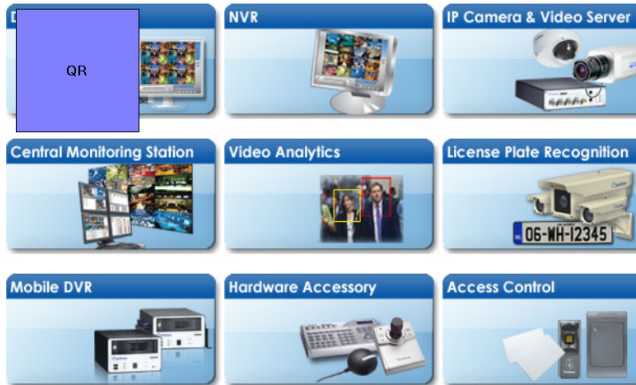 QR
NVR
IP Camera & Video Server
Central Monitoring Station
Video Analytics
License Plate Recognition
06-WH-12345
Mobile DVR
Hardware Accessory
Access Control